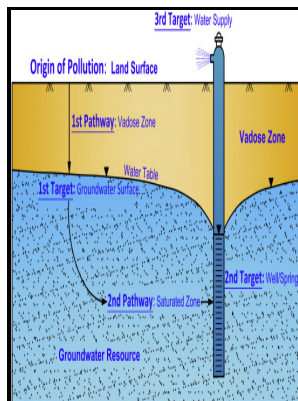 3rd Target: Water Supply
Origin of Pollution: Land Surface
1st Pathway: Vadose Zone
Vadose Zone
Water Table
1st Target: Groundwater Surface
2nd Target: Well/Spring
2nd Pathway: Saturated Zone
Groundwater Resource